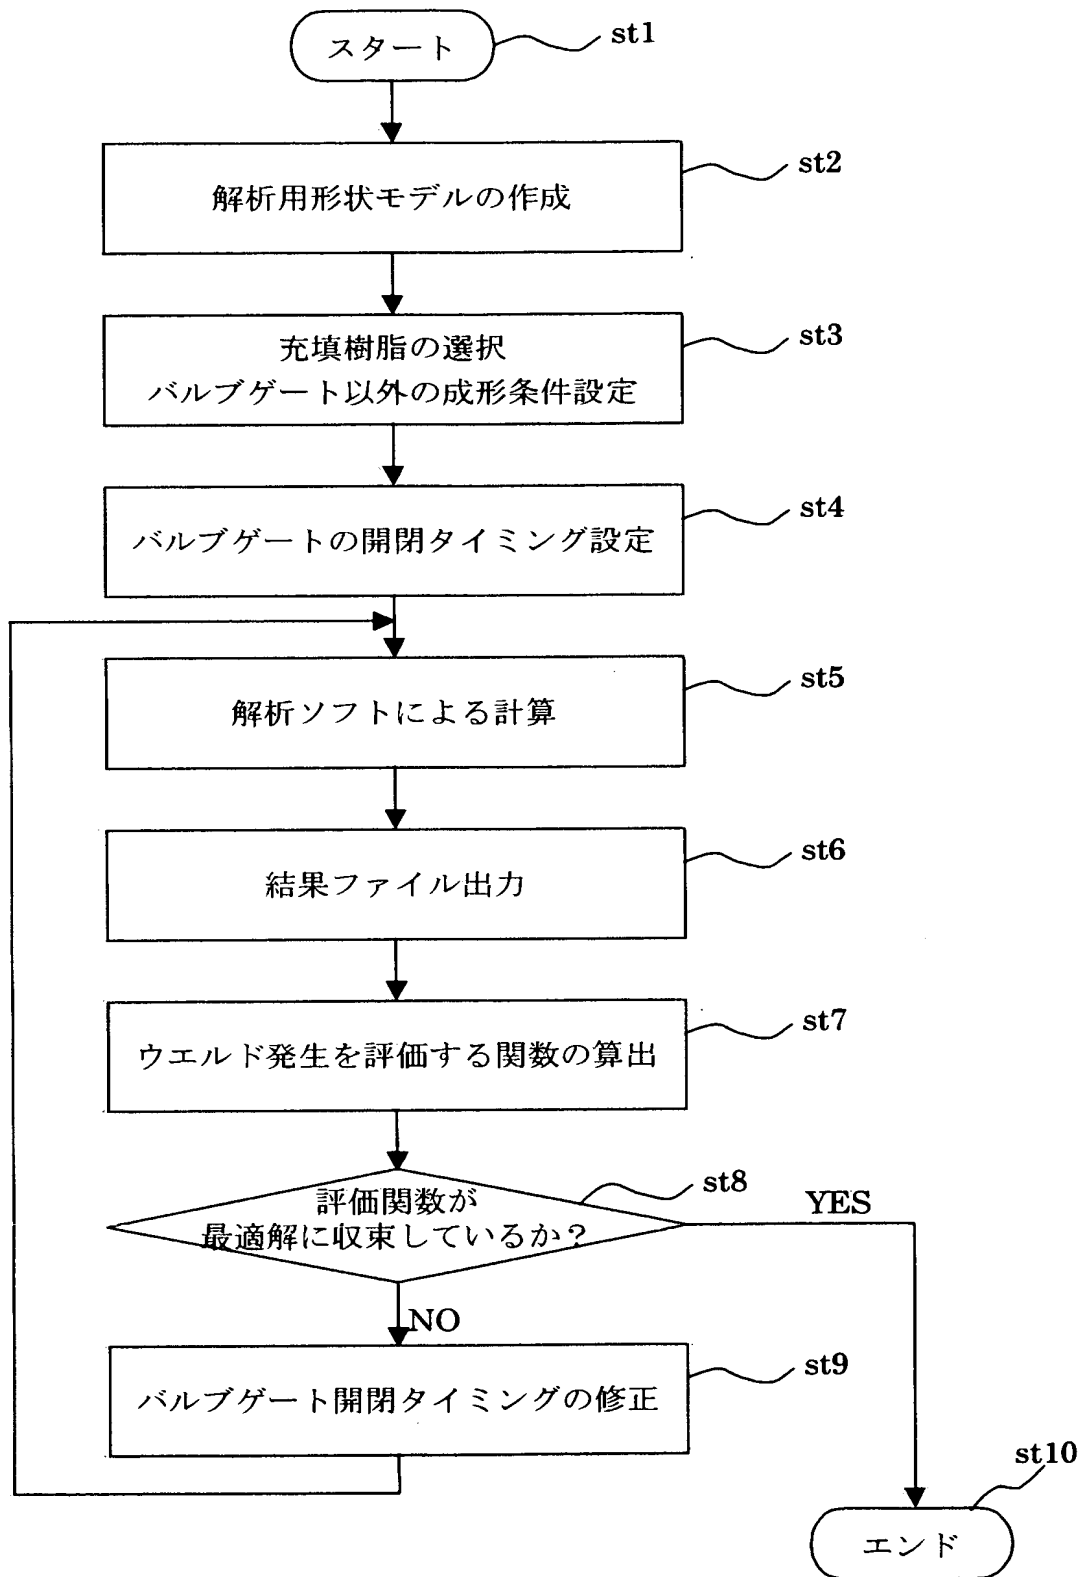 スタート
st1
解析用形状モデルの作成
st2
充填樹脂の選択
バルブゲート以外の成形条件設定
st3
バルブゲートの開閉タイミング設定
st4
解析ソフトによる計算
st5
結果ファイル出力
st6
ウエルド発生を評価する関数の算出
st7
評価関数が
最適解に収束しているか?
st8
YES
NO
バルブゲート開閉タイミングの修正
st9
st10
エンド